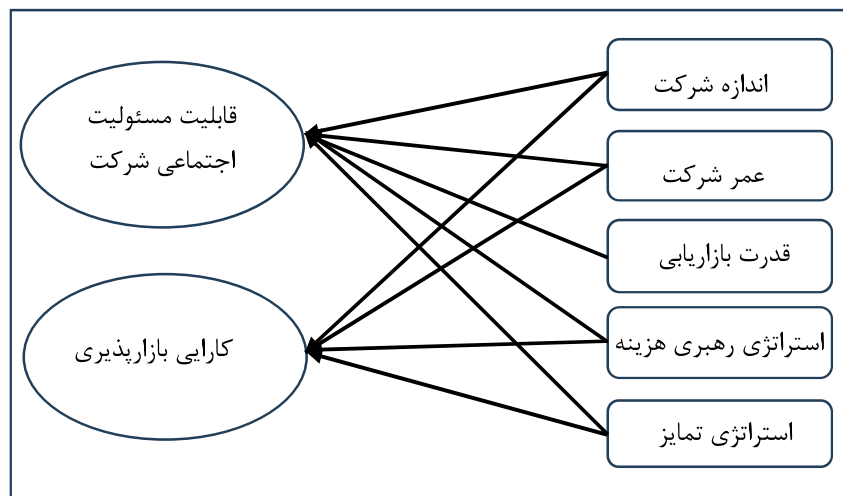 اندازه شرکت
عمر شرکت
قدرت بازاریابی
استراتژی رهبری هزینه
استراتژی تمایز
قابلیت مسئولیت
اجتماعی شرکت
کارایی بازارپذیری